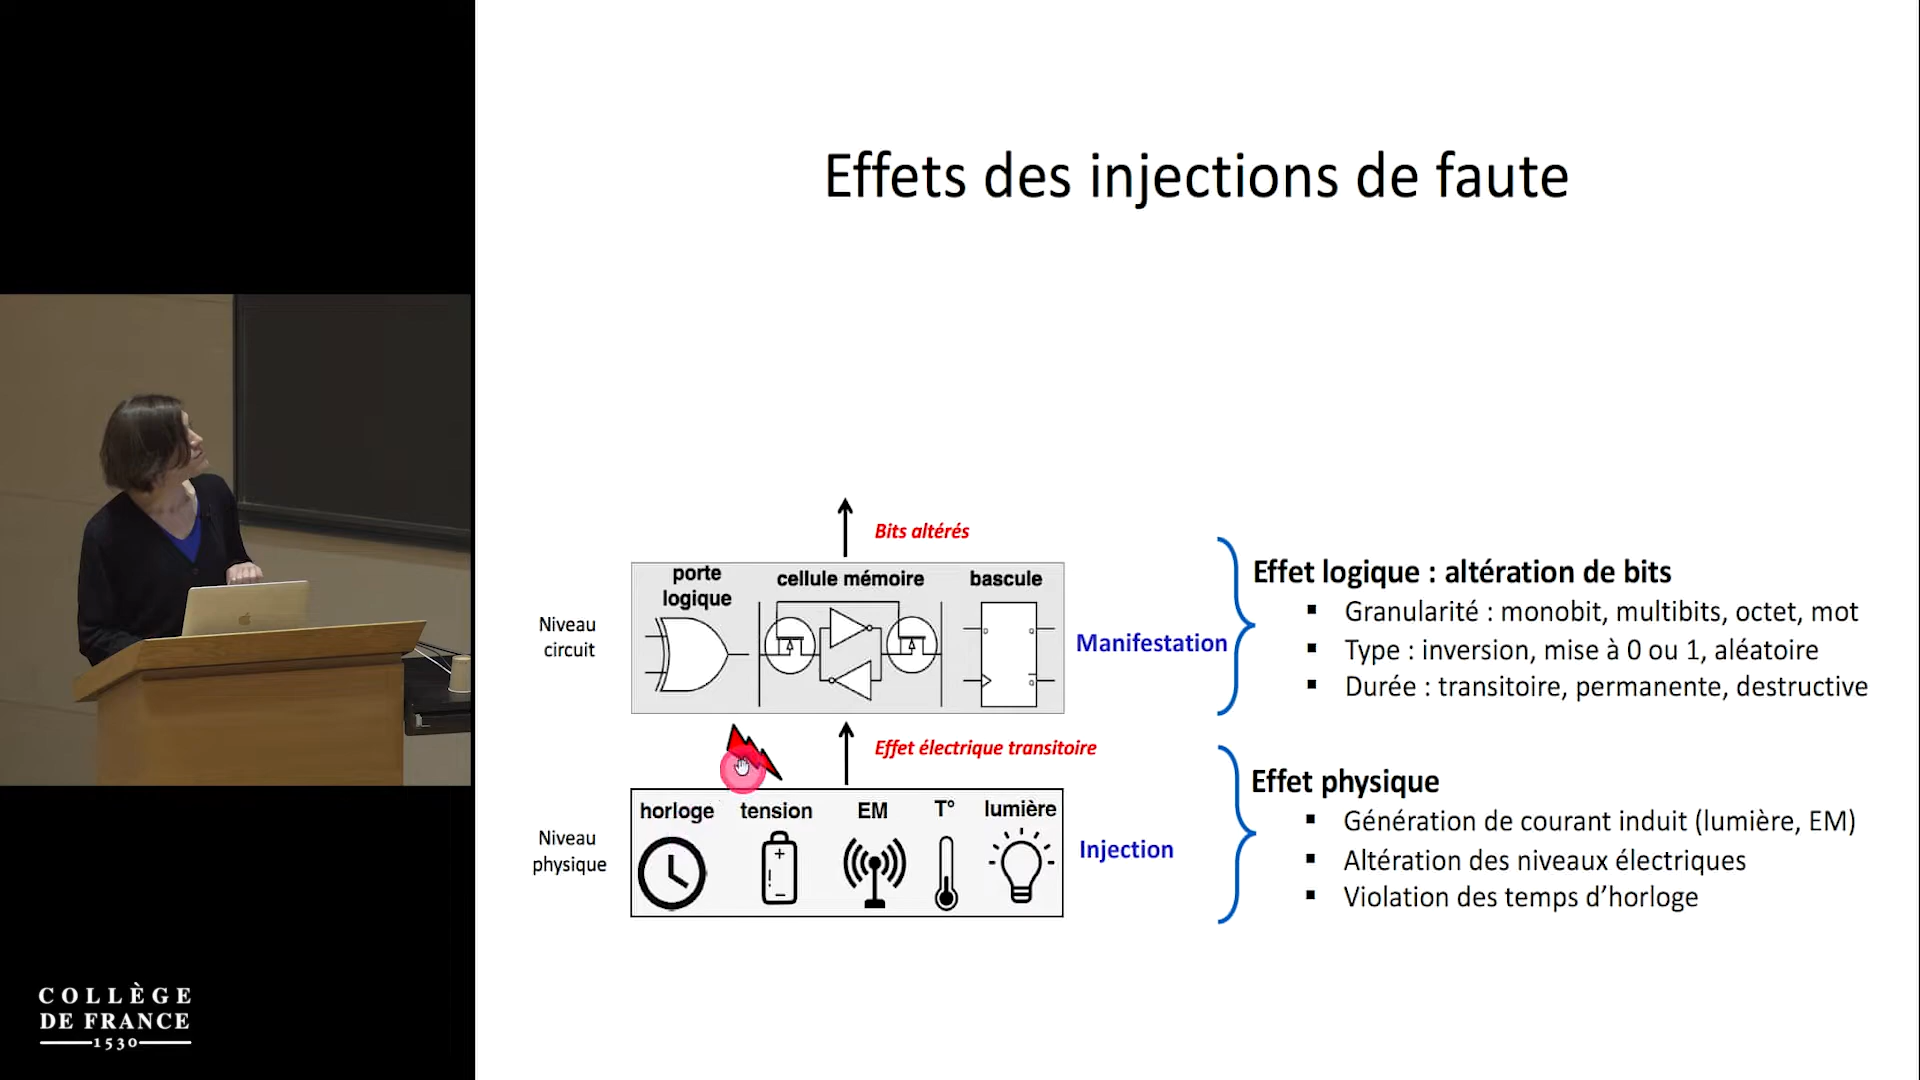 Effets des injections de faute
Bits altérés
porte
logique
cellule mémoire
bascule
Niveau
circuit
Manifestation
Effet logique : altération de bits
▪ Granularité : monobit, multibits, octet, mot
▪ Type : inversion, mise à 0 ou 1, aléatoire
▪ Durée : transitoire, permanente, destructive
Effet électrique transitoire
horloge
tension
EM
T°
lumière
Niveau
physique
Injection
Effet physique
▪ Génération de courant induit (lumière, EM)
▪ Altération des niveaux électriques
▪ Violation des temps d’horloge
COLLÈGE
DE FRANCE
1530